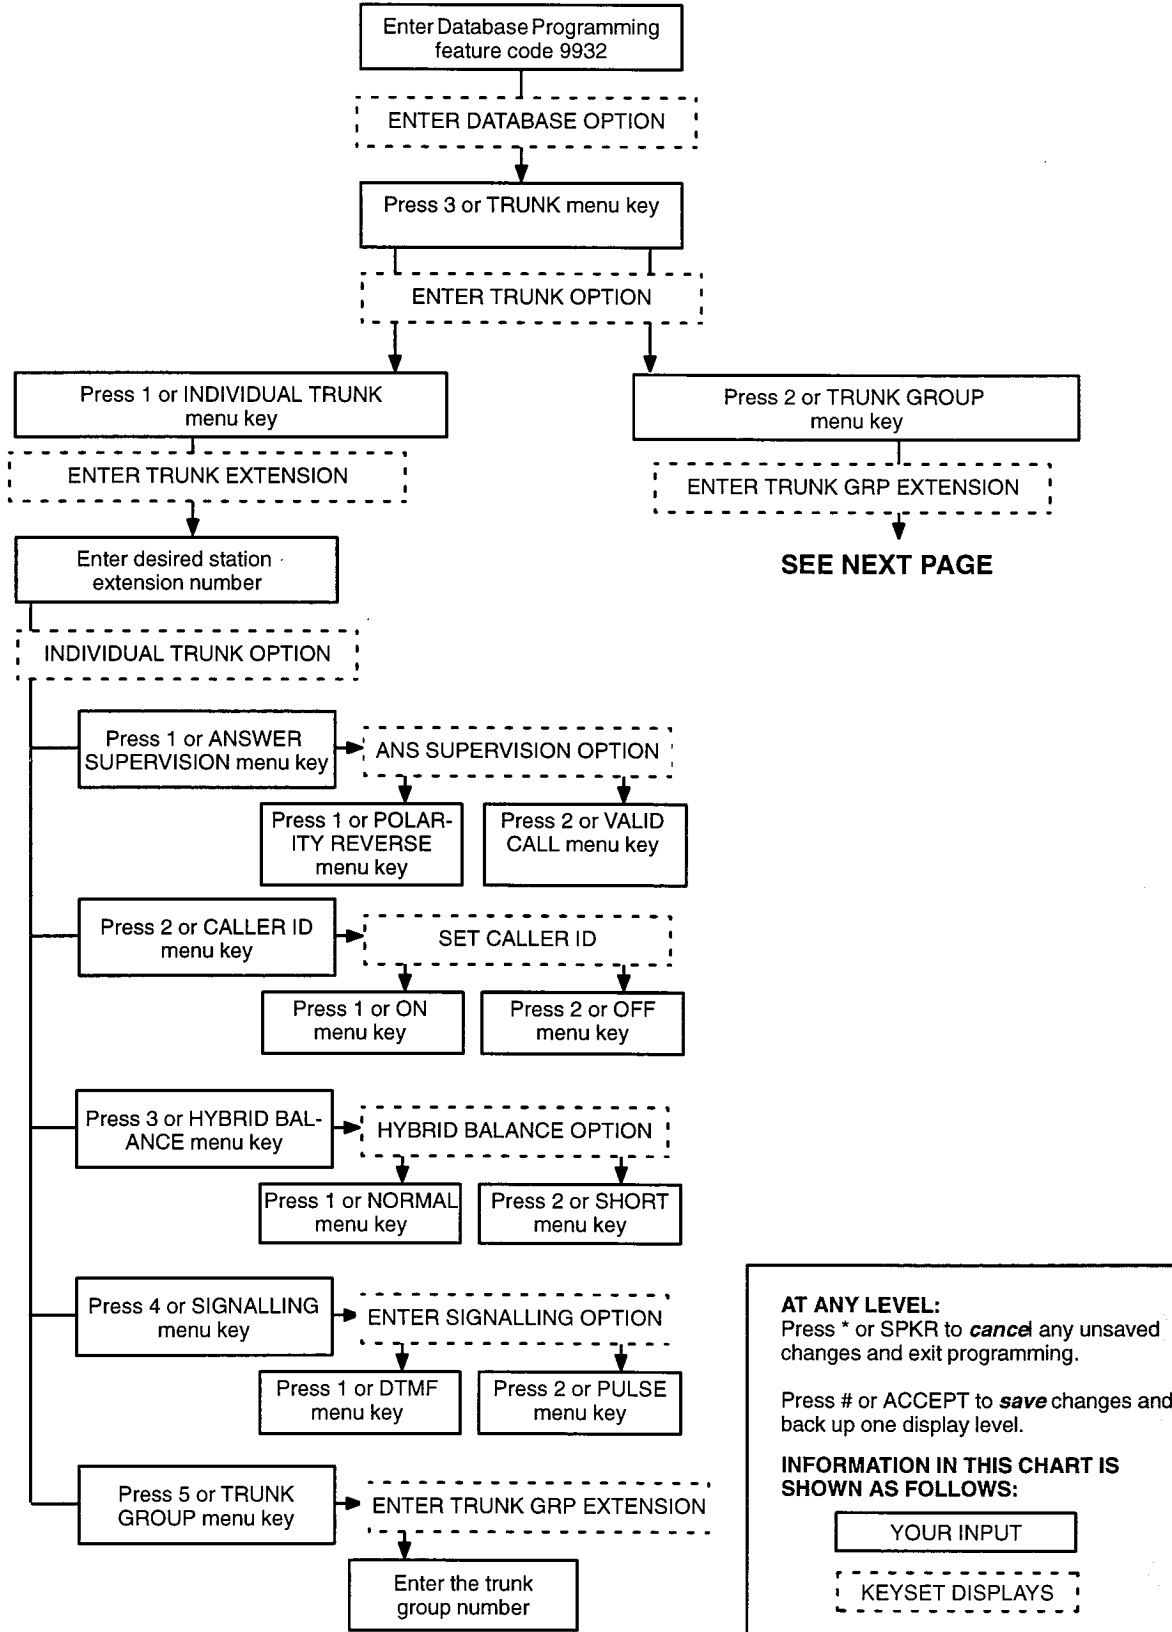 Enter Database Programming
feature code 9932
ENTER DATABASE OPTION
Press 3 or TRUNK menu key
ENTER TRUNK OPTION
Press 1 or INDIVIDUAL TRUNK
menu key
Press 2 or TRUNK GROUP
menu key
ENTER TRUNK EXTENSION
ENTER TRUNK GRP EXTENSION
Enter desired station
extension number
SEE NEXT PAGE
INDIVIDUAL TRUNK OPTION
Press 1 or ANSWER
SUPERVISION menu key
ANS SUPERVISION OPTION
Press 1 or POLAR-
ITY REVERSE
menu key
Press 2 or VALID
CALL menu key
Press 2 or CALLER ID
menu key
SET CALLER ID
Press 1 or ON
menu key
Press 2 or OFF
menu key
Press 3 or HYBRID BAL-
ANCE menu key
HYBRID BALANCE OPTION
Press 1 or NORMAL
menu key
Press 2 or SHORT
menu key
Press 4 or SIGNALLING
menu key
ENTER SIGNALLING OPTION
Press 1 or DTMF
menu key
Press 2 or PULSE
menu key
Press 5 or TRUNK
GROUP menu key
ENTER TRUNK GRP EXTENSION
Enter the trunk
group number
AT ANY LEVEL:
Press * or SPKR to cancel any unsaved
changes and exit programming.
Press # or ACCEPT to save changes and
back up one display level.
INFORMATION IN THIS CHART IS
SHOWN AS FOLLOWS:
YOUR INPUT
KEYSET DISPLAYS